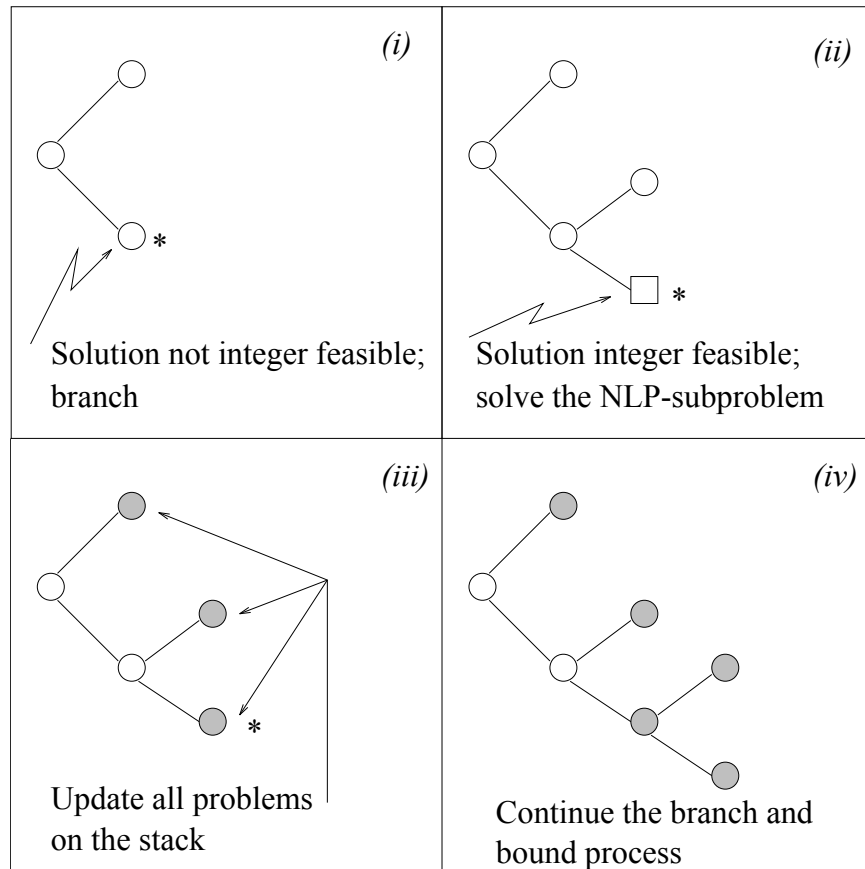 (i)
*
Solution not integer feasible;
branch
(ii)
*
Solution integer feasible;
solve the NLP-subproblem
(iii)
*
Update all problems
on the stack
(iv)
Continue the branch and
bound process